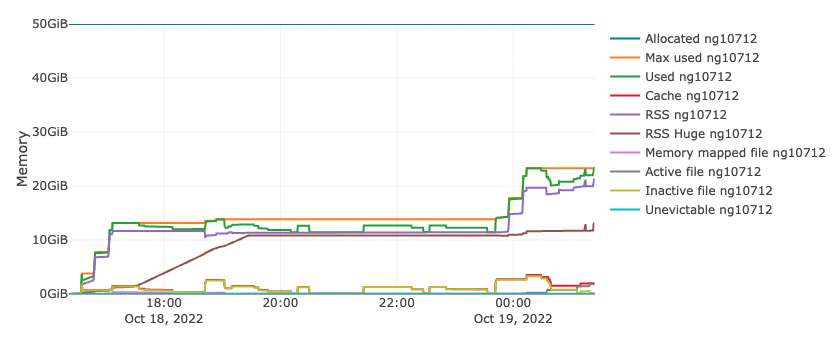 50GiB
40GiB
30GiB
20GiB
10GiB
0GiB
Memory
18:00
Oct 18, 2022
20:00
22:00
00:00
Oct 19, 2022
Allocated ng10712
Max used ng10712
Used ng10712
Cache ng10712
RSS ng10712
RSS Huge ng10712
Memory mapped file ng10712
Active file ng10712
Inactive file ng10712
Unevictable ng10712